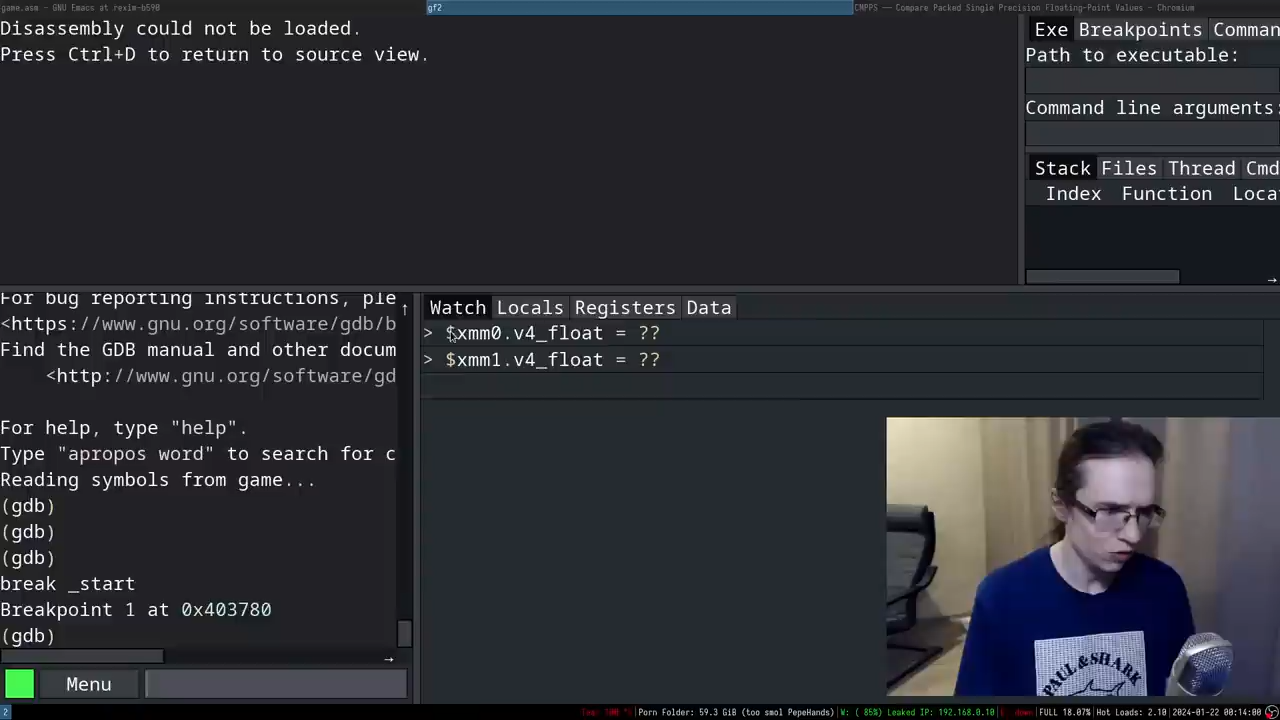 game.asm - GNU Emacs at rexim-b590
gf2
CMPPS — Compare Packed Single Precision Floating-Point Values - Chromium
Disassembly could not be loaded.
Press Ctrl+D to return to source view.
Exe Breakpoints Comman
Path to executable:
Command line arguments:
Stack Files Thread Cmd
Index Function Loca
For bug reporting instructions, ple
<https://www.gnu.org/software/gdb/b
Find the GDB manual and other docum
<http://www.gnu.org/software/gd
For help, type "help".
Type "apropos word" to search for c
Reading symbols from game...
(gdb)
(gdb)
(gdb)
break _start
Breakpoint 1 at 0x403780
(gdb)
Menu
Watch Locals Registers Data
> $xmm0.v4_float = ??
> $xmm1.v4_float = ??
PAUL & SHARK
2
Porn Folder: 59.3 GiB (too smol PepeHands) W: ( 85%) Leaked IP: 192.168.0.10 E: down FULL 18.07% Hot Loads: 2.10 2024-01-22 00:14:00